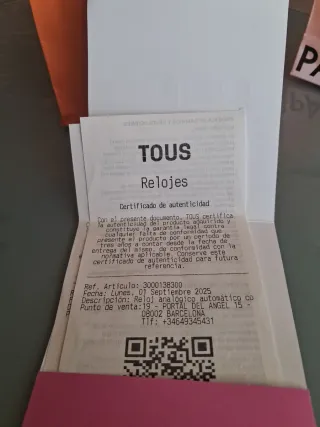 TOUS
Relojes
Certificado de autenticidad
Con el presente documento, TOUS certifica
la autenticidad del producto adquirido y
constituye la garantía legal contra
cualquier falta de conformidad que
presente el producto por un período de
tres años a contar desde la fecha de
entrega del mismo, de conformidad con la
normativa aplicable. Conserve este
certificado de autenticidad para futura
referencia.
Ref. Artículo: 3000138300
Fecha: Lunes, 01 Septiembre 2025
Descripción: Reloj analógico automático co
Punto de venta:19 - PORTAL DEL ANGEL 15 -
08002 BARCELONA
Tlf: +34649345431
PA